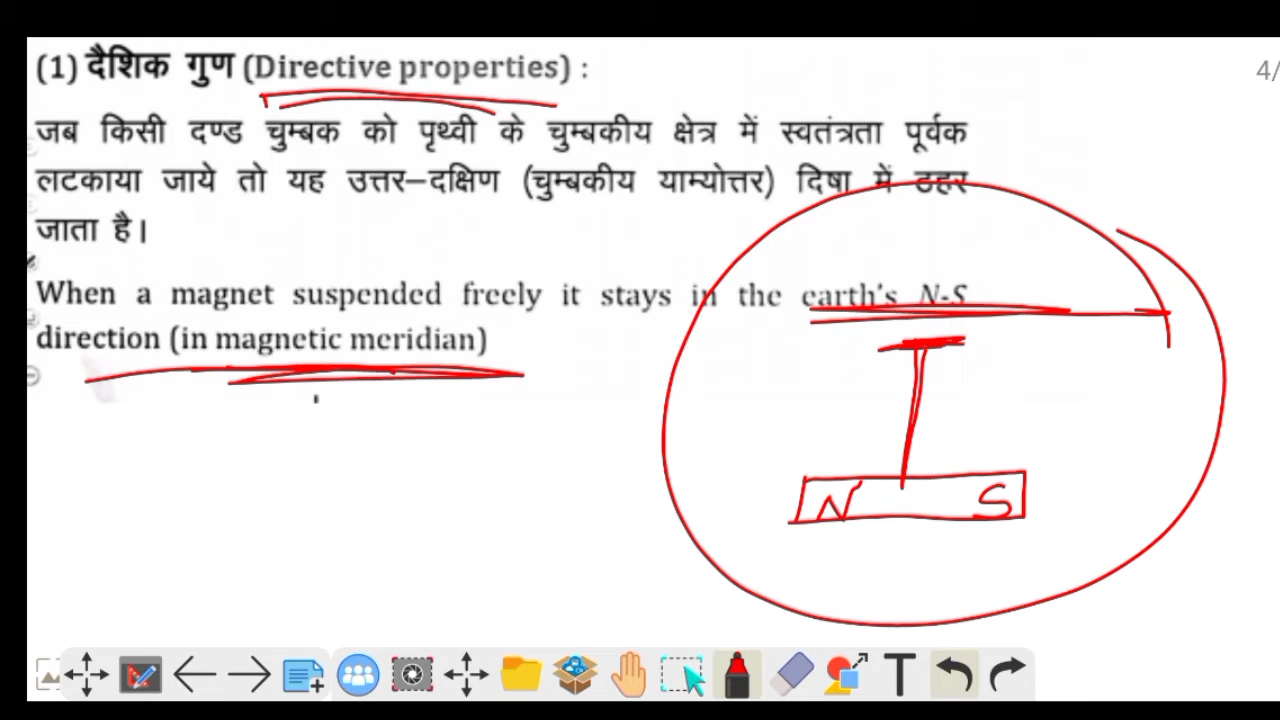 (1) दैशिक गुण (Directive properties) :
4/
जब किसी दण्ड चुम्बक को पृथ्वी के चुम्बकीय क्षेत्र में स्वतंत्रता पूर्वक
लटकाया जाये तो यह उत्तर–दक्षिण (चुम्बकीय याम्योत्तर) दिषा में ठहर
जाता है।
When a magnet suspended freely it stays in the earth's N-S
direction (in magnetic meridian)
N S
T